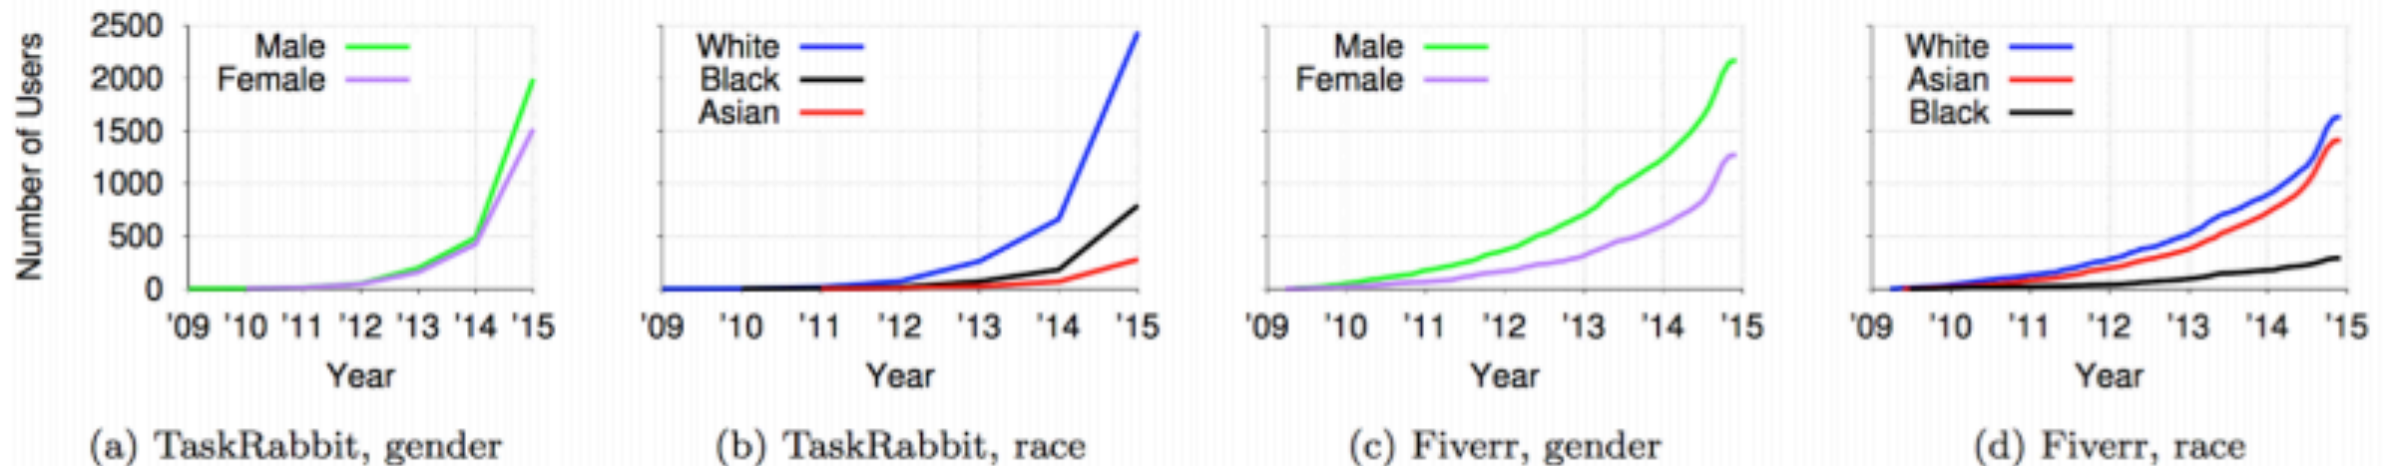 Number of Users
2500
2000
1500
1000
500
0
Male
Female
'09 '10 '11 '12 '13 '14 '15
Year
(a) TaskRabbit, gender
White
Black
Asian
'09 '10 '11 '12 '13 '14 '15
Year
(b) TaskRabbit, race
Male
Female
'09 '10 '11 '12 '13 '14 '15
Year
(c) Fiverr, gender
White
Asian
Black
'09 '10 '11 '12 '13 '14 '15
Year
(d) Fiverr, race